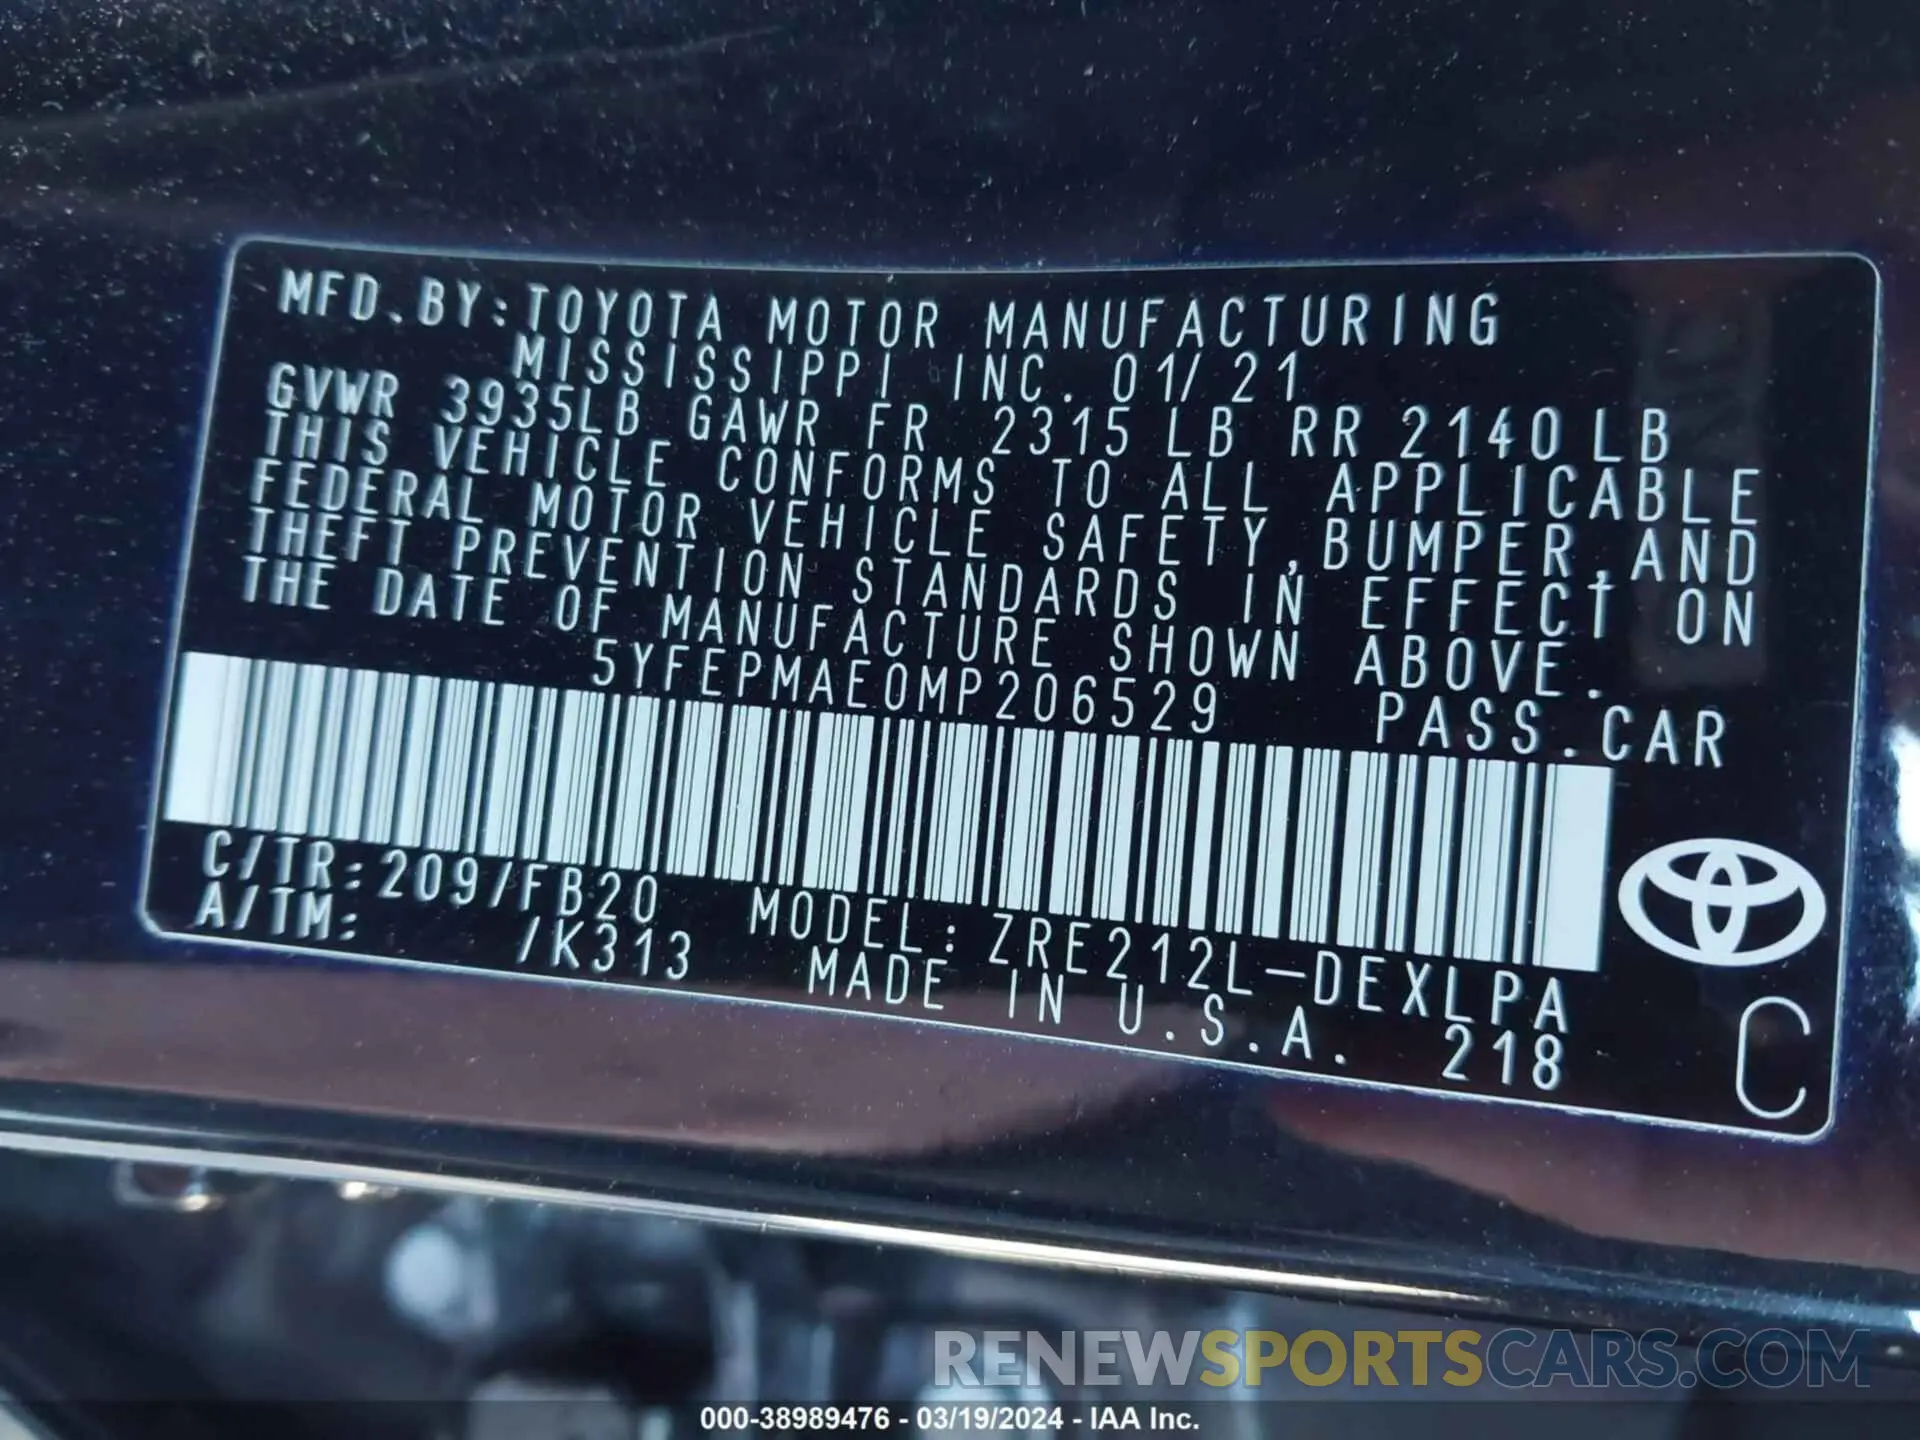 MFD.BY:TOYOTA MOTOR MANUFACTURING
MISSISSIPPI INC. 01/21
GVWR 3935LB GAWR FR 2315LB RR 2140LB
THIS VEHICLE CONFORMS TO ALL APPLICABLE
FEDERAL MOTOR VEHICLE SAFETY,BUMPER,AND
THEFT PREVENTION STANDARDS IN EFFECT ON
THE DATE OF MANUFACTURE SHOWN ABOVE.
5YFEPMAE0MP206529 PASS.CAR
C/TR:209/FB20 MODEL:ZRE212L-DEXLPA
A/TM: /K313 MADE IN U.S.A. 218
C
RENEWSPORTSCARS.COM
000-38989476 - 03/19/2024 - IAA Inc.